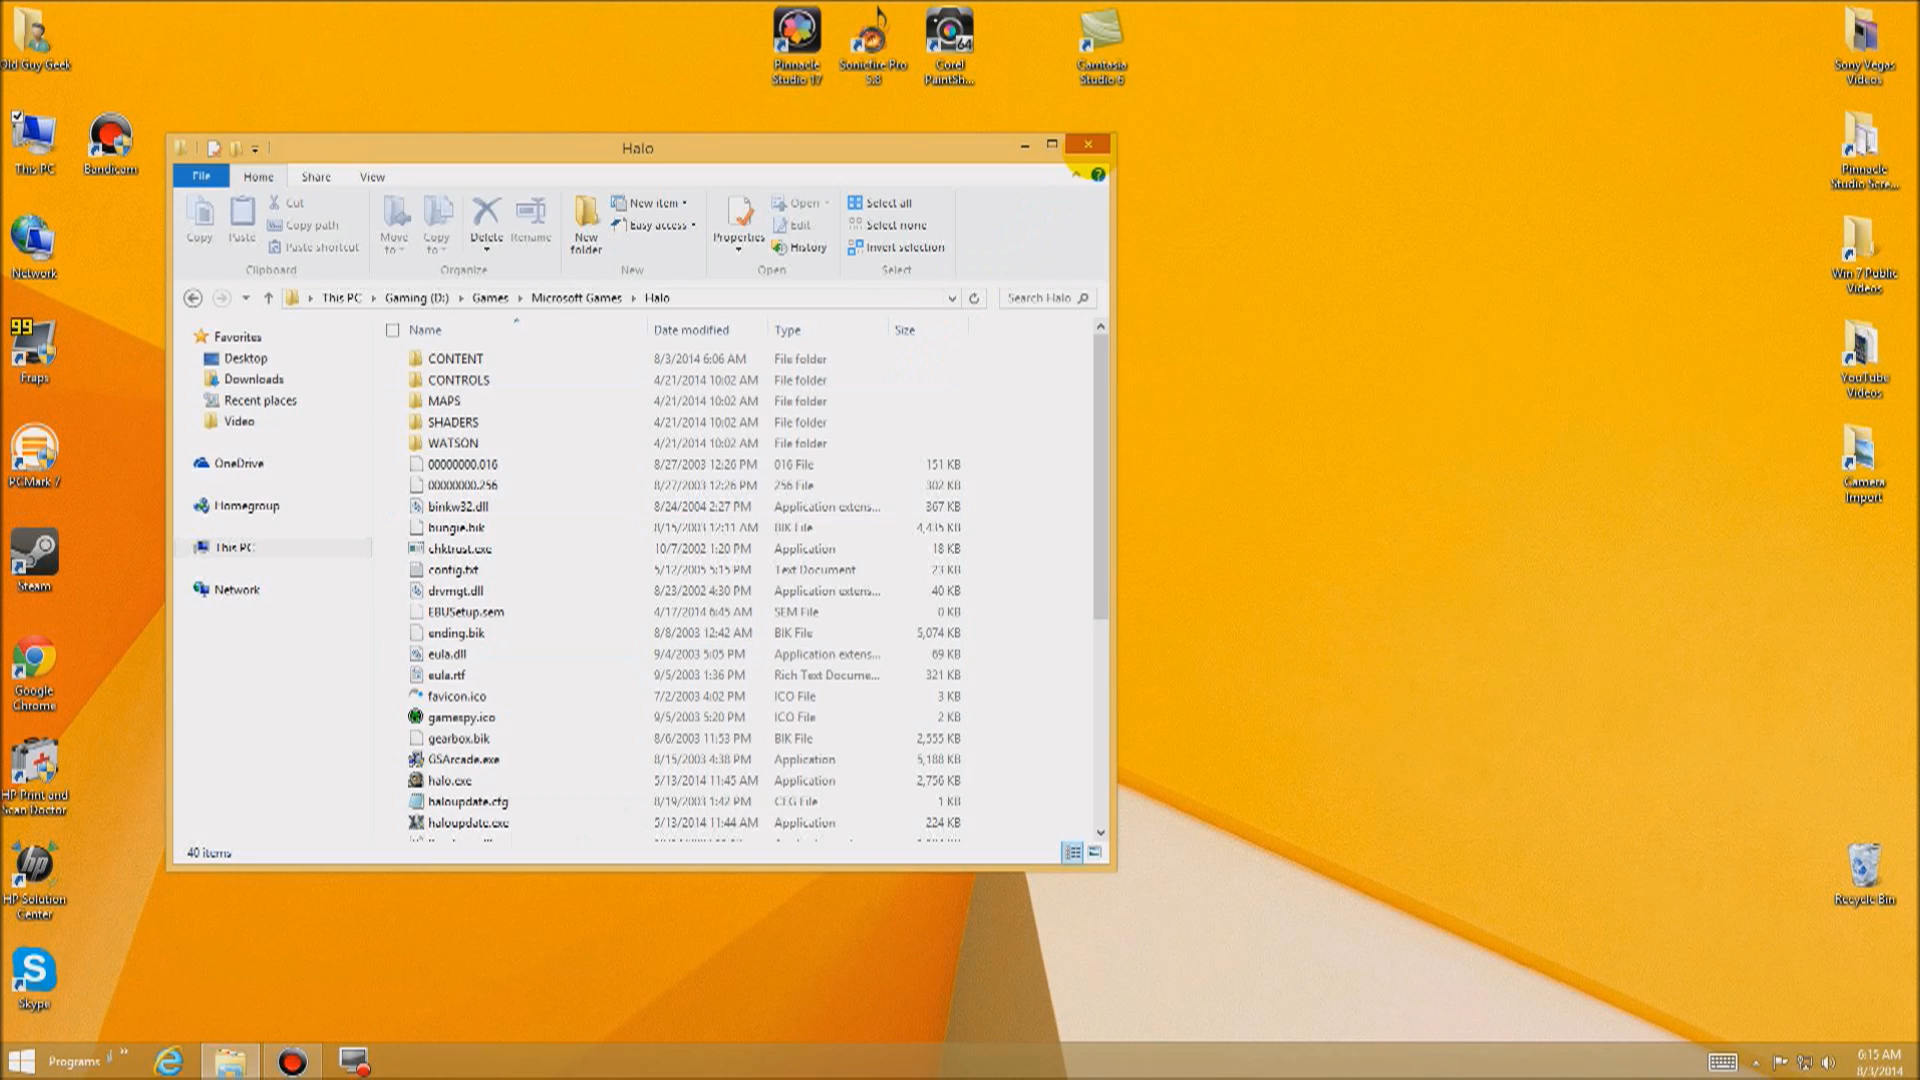 Old Guy Geek
Pinnacle
Studio 17
Sonicfire Pro
5.8
Corel
PaintSh...
64
Camtasia
Studio 6
Sony Vegas
Videos
This PC
Bandicam
Pinnacle
Studio Scre...
Network
Win 7 Public
Videos
99
Fraps
YouTube
Videos
PCMark 7
Camera
Import
Steam
Google
Chrome
HP Print and
Scan Doctor
hp
HP Solution
Center
Recycle Bin
Skype
Halo
File
Home
Share
View
Copy
Paste
Cut
Copy path
Paste shortcut
Clipboard
Move
to
Copy
to
Delete
Rename
Organize
New
folder
New item
Easy access
New
Properties
Open
Edit
History
Open
Select all
Select none
Invert selection
Select
This PC
Gaming (D:)
Games
Microsoft Games
Halo
Search Halo
Favorites
Desktop
Downloads
Recent places
Video
OneDrive
Homegroup
This PC
Network
Name Date modified Type Size
CONTENT 8/3/2014 6:06 AM File folder
CONTROLS 4/21/2014 10:02 AM File folder
MAPS 4/21/2014 10:02 AM File folder
SHADERS 4/21/2014 10:02 AM File folder
WATSON 4/21/2014 10:02 AM File folder
00000000.016 8/27/2003 12:26 PM 016 File 151 KB
00000000.256 8/27/2003 12:26 PM 256 File 302 KB
binkw32.dll 8/24/2004 2:27 PM Application extens... 367 KB
bungie.bik 8/15/2003 12:11 AM BIK File 4,435 KB
chktrust.exe 10/7/2002 1:20 PM Application 18 KB
config.txt 5/12/2005 5:15 PM Text Document 23 KB
drvmgt.dll 8/23/2002 4:30 PM Application extens... 40 KB
EBUSetup.sem 4/17/2014 6:45 AM SEM File 0 KB
ending.bik 8/8/2003 12:42 AM BIK File 5,074 KB
eula.dll 9/4/2003 5:05 PM Application extens... 69 KB
eula.rtf 9/5/2003 1:36 PM Rich Text Docume... 321 KB
favicon.ico 7/2/2003 4:02 PM ICO File 3 KB
gamespy.ico 9/5/2003 5:20 PM ICO File 2 KB
gearbox.bik 8/6/2003 11:53 PM BIK File 2,555 KB
GSArcade.exe 8/15/2003 4:38 PM Application 5,188 KB
halo.exe 5/13/2014 11:45 AM Application 2,756 KB
haloupdate.cfg 8/19/2003 1:42 PM CFG File 1 KB
haloupdate.exe 5/13/2014 11:44 AM Application 224 KB
40 items
Programs
6:15 AM
8/3/2014